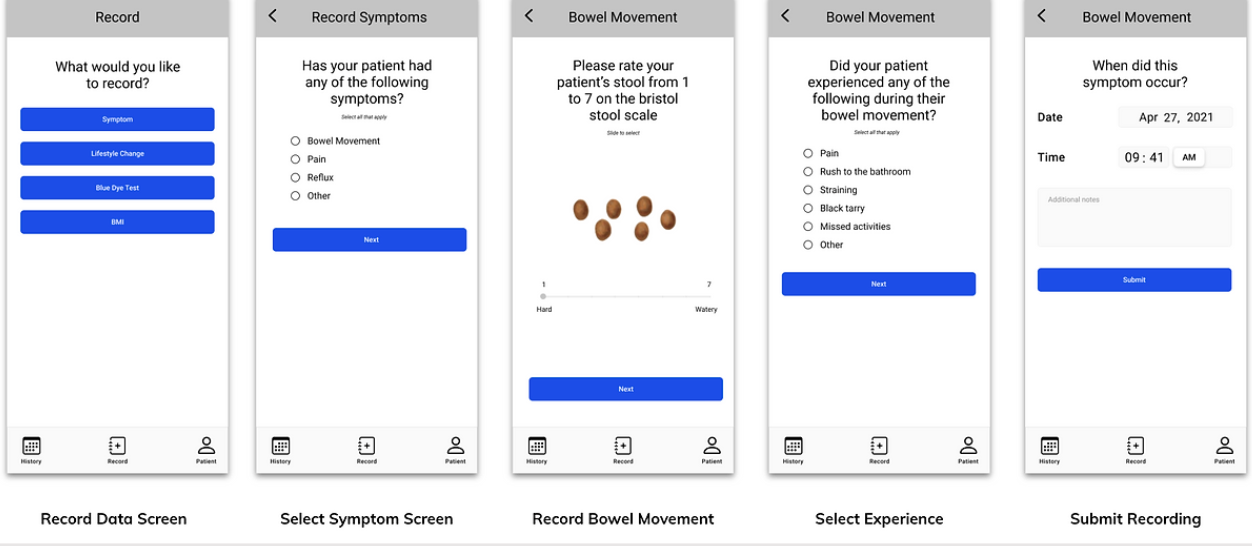 Record
What would you like
to record?
Symptom
Lifestyle Change
Blue Dye Test
BMI
History
Record
Patient
Record Data Screen
Record Symptoms
Has your patient had
any of the following
symptoms?
Select all that apply
Bowel Movement
Pain
Reflux
Other
Next
History
Record
Patient
Select Symptom Screen
Bowel Movement
Please rate your
patient's stool from 1
to 7 on the bristol
stool scale
Slide to select
1 7
Hard Watery
Next
History
Record
Patient
Record Bowel Movement
Bowel Movement
Did your patient
experienced any of the
following during their
bowel movement?
Select all that apply
Pain
Rush to the bathroom
Straining
Black tarry
Missed activities
Other
Next
History
Record
Patient
Select Experience
Bowel Movement
When did this
symptom occur?
Date Apr 27, 2021
Time 09:41 AM
Additional notes
Submit
History
Record
Patient
Submit Recording